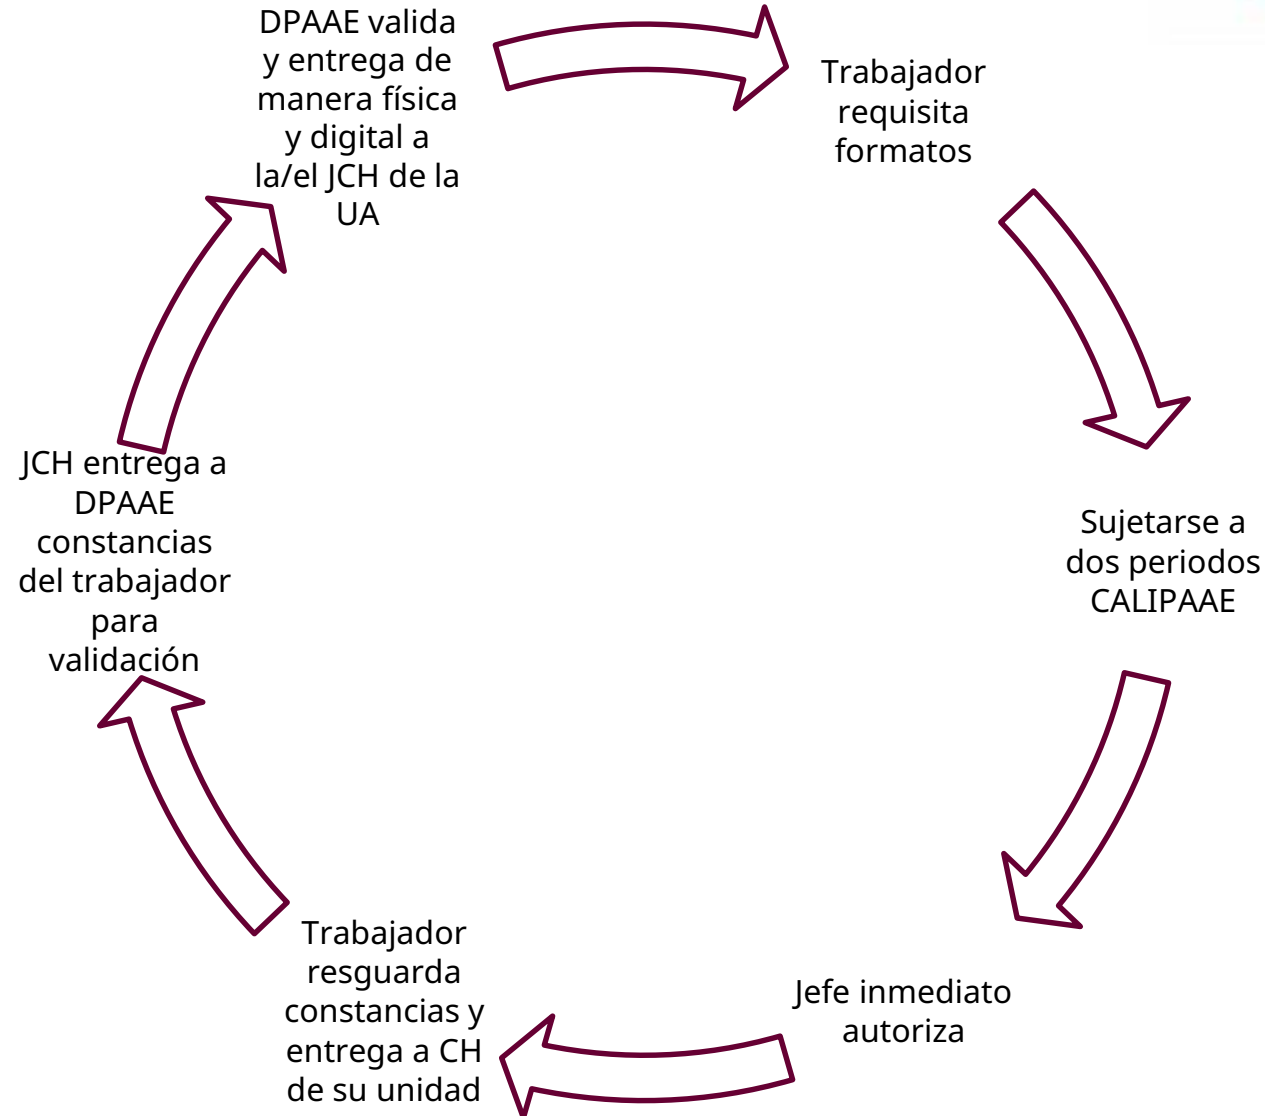 DPAAE valida
y entrega de
manera física
y digital a
la/el JCH de la
UA
Trabajador
requisita
formatos
Sujetarse a
dos periodos
CALIPAAE
Jefe inmediato
autoriza
Trabajador
resguarda
constancias y
entrega a CH
de su unidad
JCH entrega a
DPAAE
constancias
del trabajador
para
validación